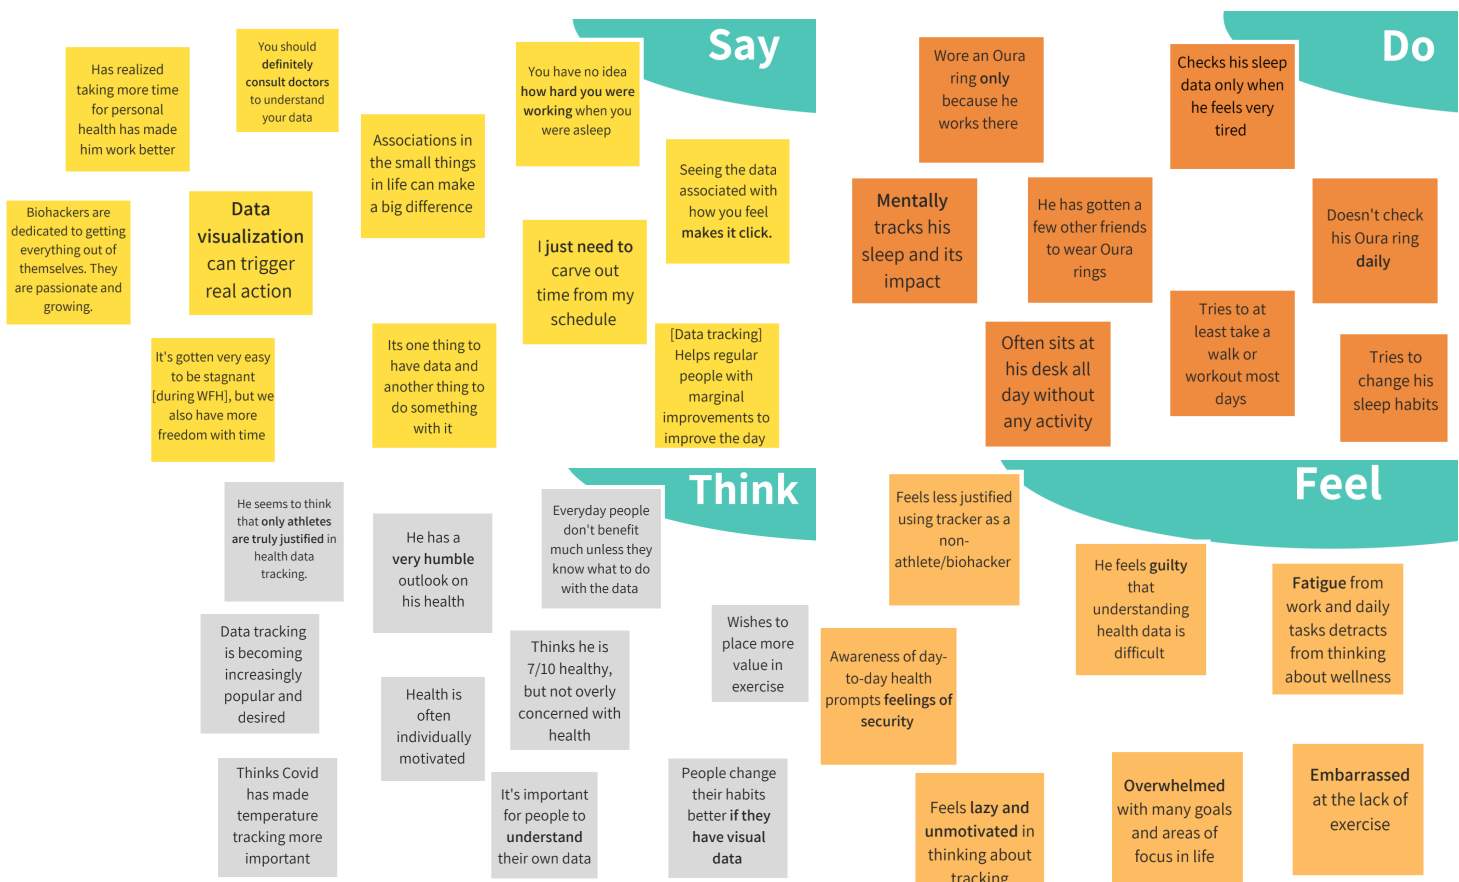 Say
Has realized
taking more time
for personal
health has made
him work better
You should
definitely
consult doctors
to understand
your data
Associations in
the small things
in life can make
a big difference
You have no idea
how hard you were
working when you
were asleep
Seeing the data
associated with
how you feel
makes it click.
Biohackers are
dedicated to getting
everything out of
themselves. They
are passionate and
growing.
Data
visualization
can trigger
real action
I just need to
carve out
time from my
schedule
It's gotten very easy
to be stagnant
[during WFH], but we
also have more
freedom with time
Its one thing to
have data and
another thing to
do something
with it
[Data tracking]
Helps regular
people with
marginal
improvements to
improve the day
Do
Wore an Oura
ring only
because he
works there
Checks his sleep
data only when
he feels very
tired
Mentally
tracks his
sleep and its
impact
He has gotten a
few other friends
to wear Oura
rings
Doesn't check
his Oura ring
daily
Often sits at
his desk all
day without
any activity
Tries to at
least take a
walk or
workout most
days
Tries to
change his
sleep habits
Think
He seems to think
that only athletes
are truly justified in
health data
tracking.
He has a
very humble
outlook on
his health
Everyday people
don't benefit
much unless they
know what to do
with the data
Data tracking
is becoming
increasingly
popular and
desired
Health is
often
individually
motivated
Thinks he is
7/10 healthy,
but not overly
concerned with
health
Wishes to
place more
value in
exercise
Thinks Covid
has made
temperature
tracking more
important
It's important
for people to
understand
their own data
People change
their habits
better if they
have visual
data
Feel
Feels less justified
using tracker as a
non-
athlete/biohacker
He feels guilty
that
understanding
health data is
difficult
Fatigue from
work and daily
tasks detracts
from thinking
about wellness
Awareness of day-
to-day health
prompts feelings of
security
Feels lazy and
unmotivated in
thinking about
tracking
Overwhelmed
with many goals
and areas of
focus in life
Embarrassed
at the lack of
exercise